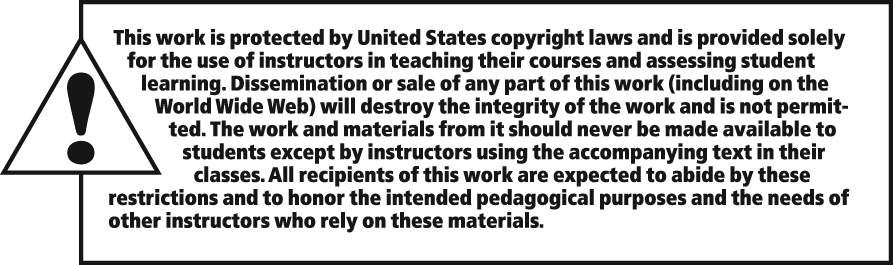 This work is protected by United States copyright laws and is provided solely
for the use of instructors in teaching their courses and assessing student
learning. Dissemination or sale of any part of this work (including on the
World Wide Web) will destroy the integrity of the work and is not permit-
ted. The work and materials from it should never be made available to
students except by instructors using the accompanying text in their
classes. All recipients of this work are expected to abide by these
restrictions and to honor the intended pedagogical purposes and the needs of
other instructors who rely on these materials.